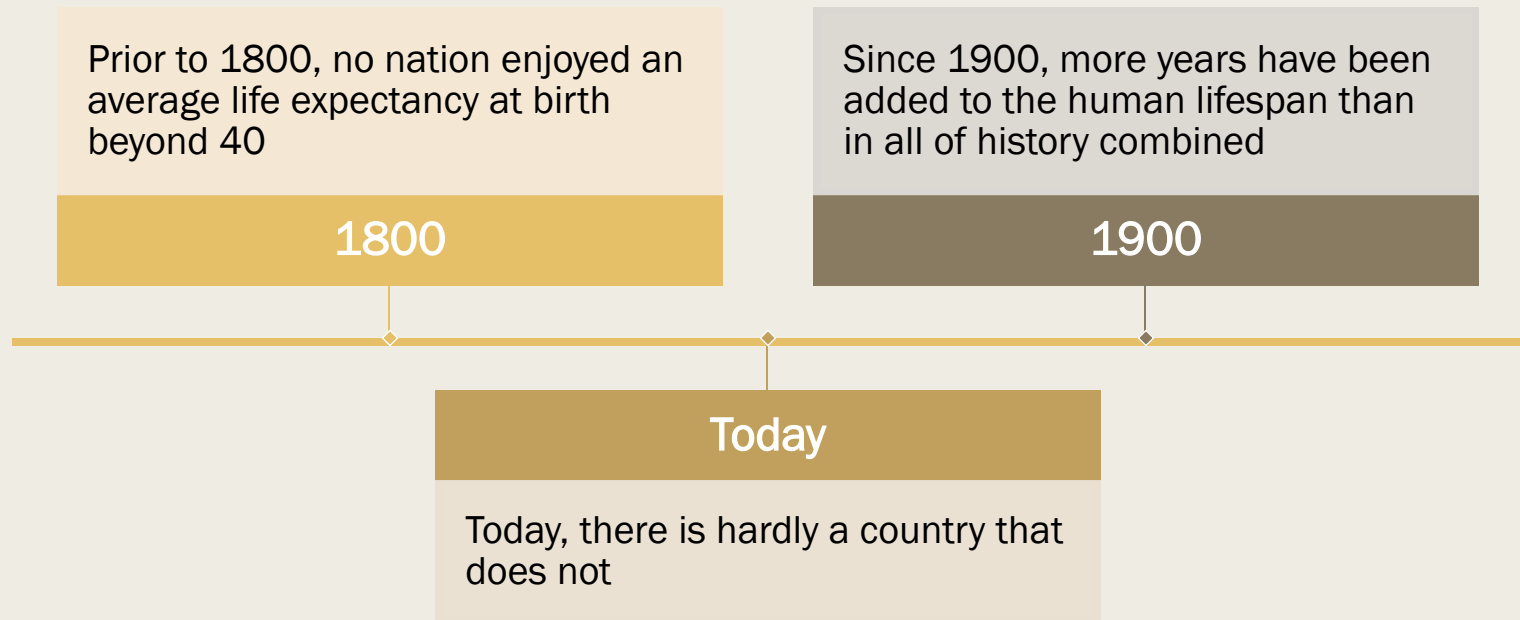 Prior to 1800, no nation enjoyed an
average life expectancy at birth
beyond 40
1800
Today
Today, there is hardly a country that
does not
Since 1900, more years have been
added to the human lifespan than
in all of history combined
1900